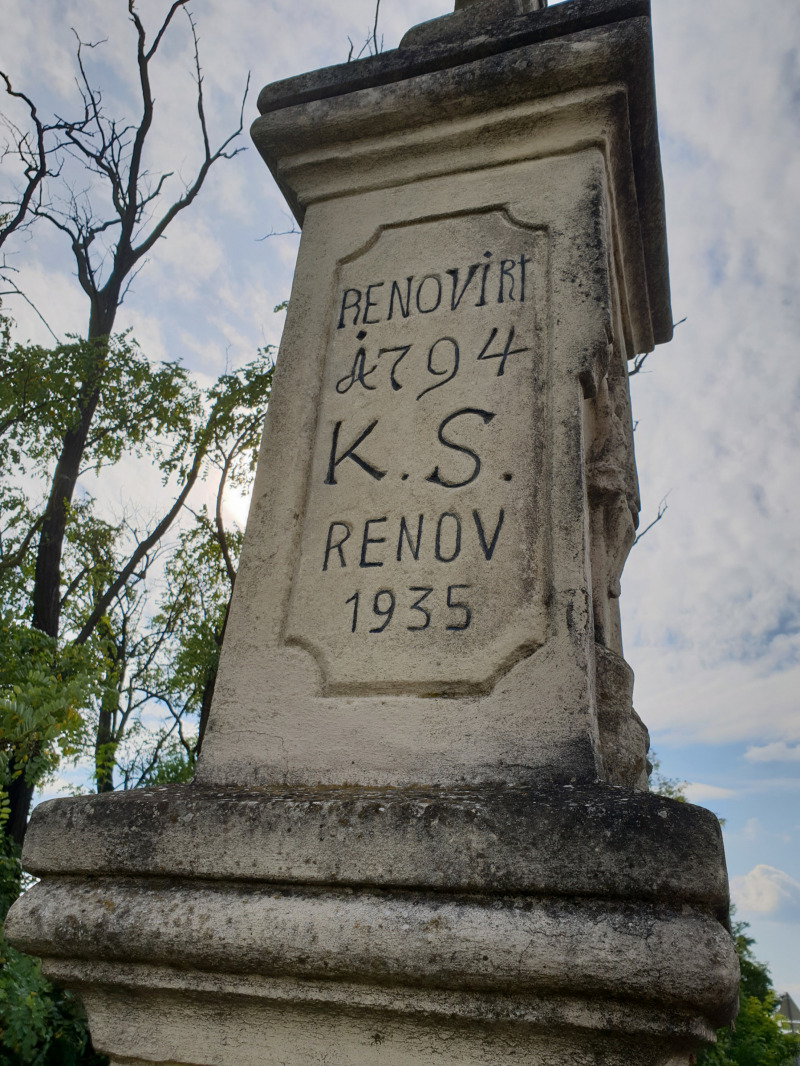 RENOVIRT
1794
K.S.
RENOV
1935